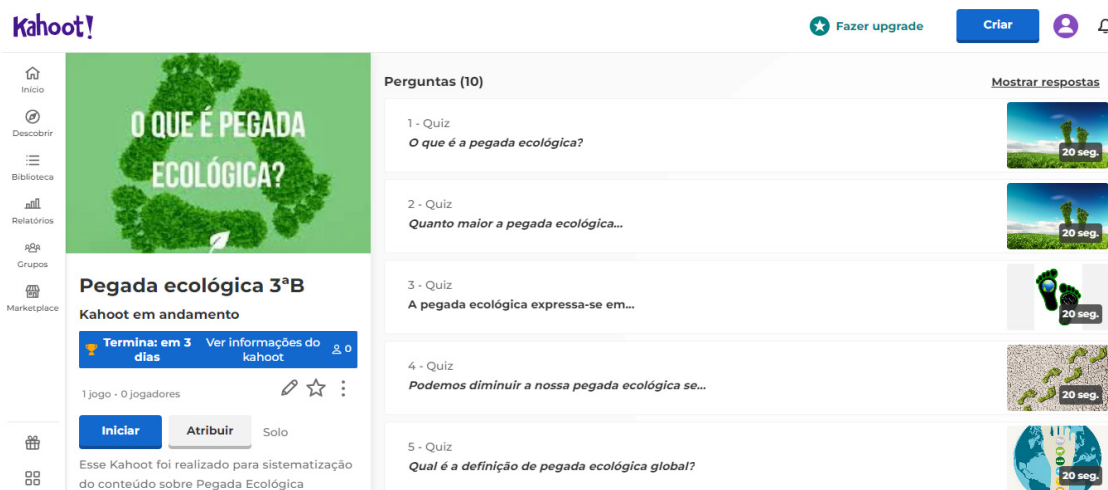 Kahoot!
Fazer upgrade
Criar
Início
Descobrir
Biblioteca
Relatórios
Grupos
Marketplace
O QUE É PEGADA
ECOLÓGICA?
Pegada ecológica 3ªB
Kahoot em andamento
Termina: em 3
dias
Ver informações do
kahoot
0
1 jogo · 0 jogadores
Iniciar
Atribuir
Solo
Esse Kahoot foi realizado para sistematização
do conteúdo sobre Pegada Ecológica
Perguntas (10)
Mostrar respostas
1 - Quiz
O que é a pegada ecológica?
20 seg.
2 - Quiz
Quanto maior a pegada ecológica...
20 seg.
3 - Quiz
A pegada ecológica expressa-se em...
20 seg.
4 - Quiz
Podemos diminuir a nossa pegada ecológica se...
20 seg.
5 - Quiz
Qual é a definição de pegada ecológica global?
20 seg.